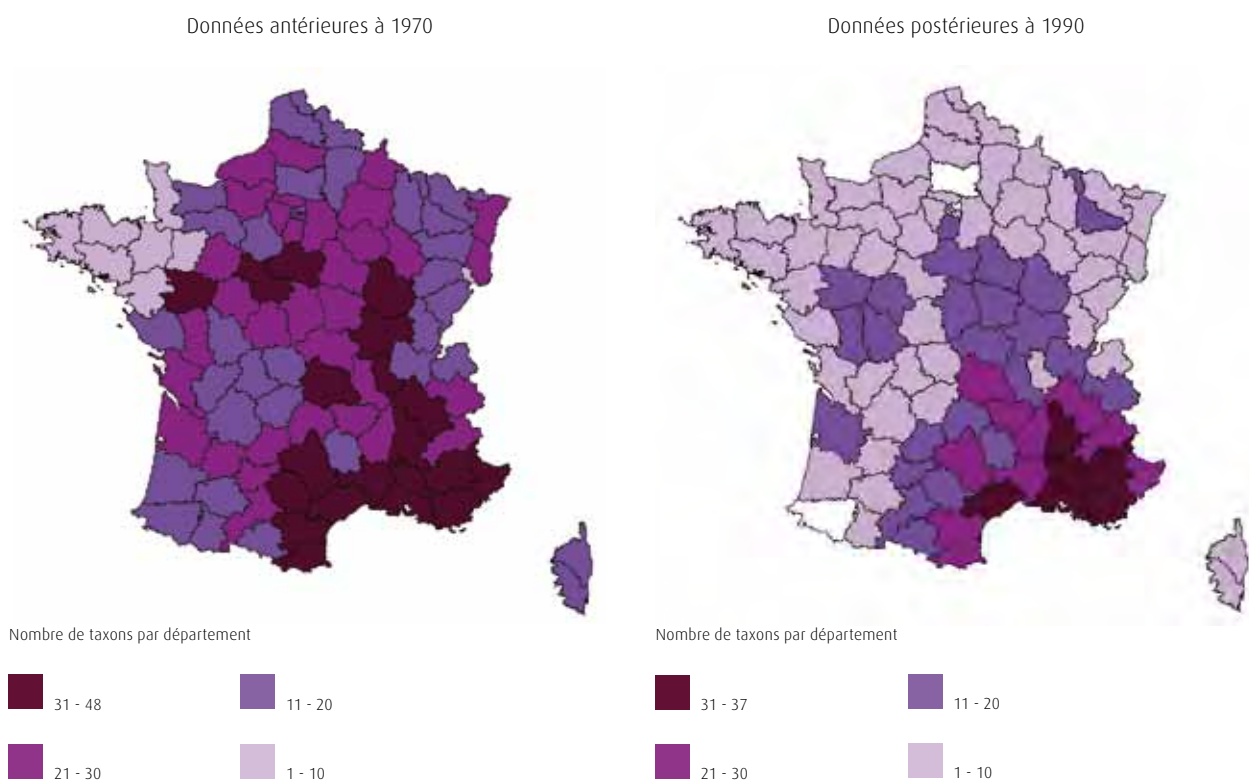 Données antérieures à 1970
Données postérieures à 1990
Nombre de taxons par département
31 - 48
11 - 20
21 - 30
1 - 10
Nombre de taxons par département
31 - 37
11 - 20
21 - 30
1 - 10